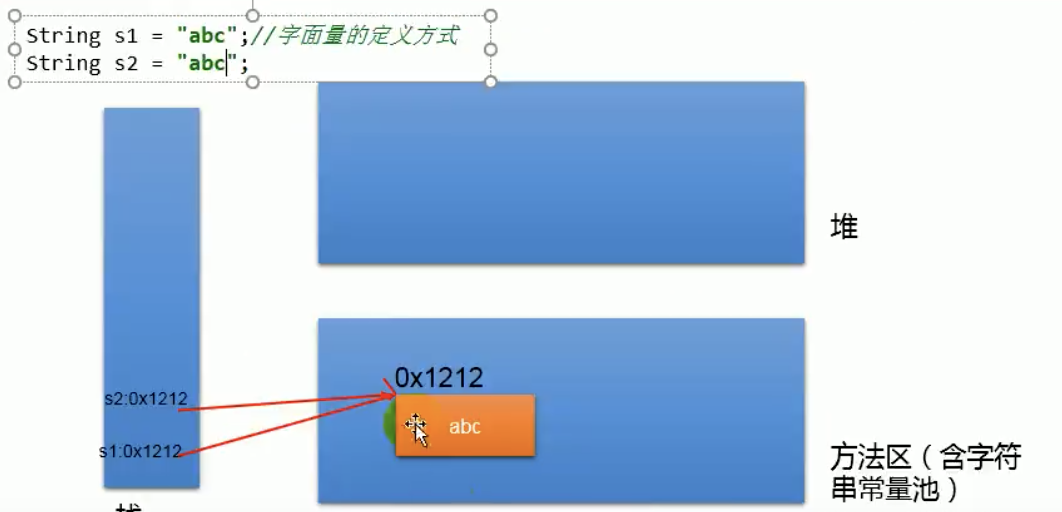 String s1 = "abc";//字面量的定义方式
String s2 = "abc";
堆
0x1212
s2:0x1212
abc
s1:0x1212
方法区（含字符
串常量池）